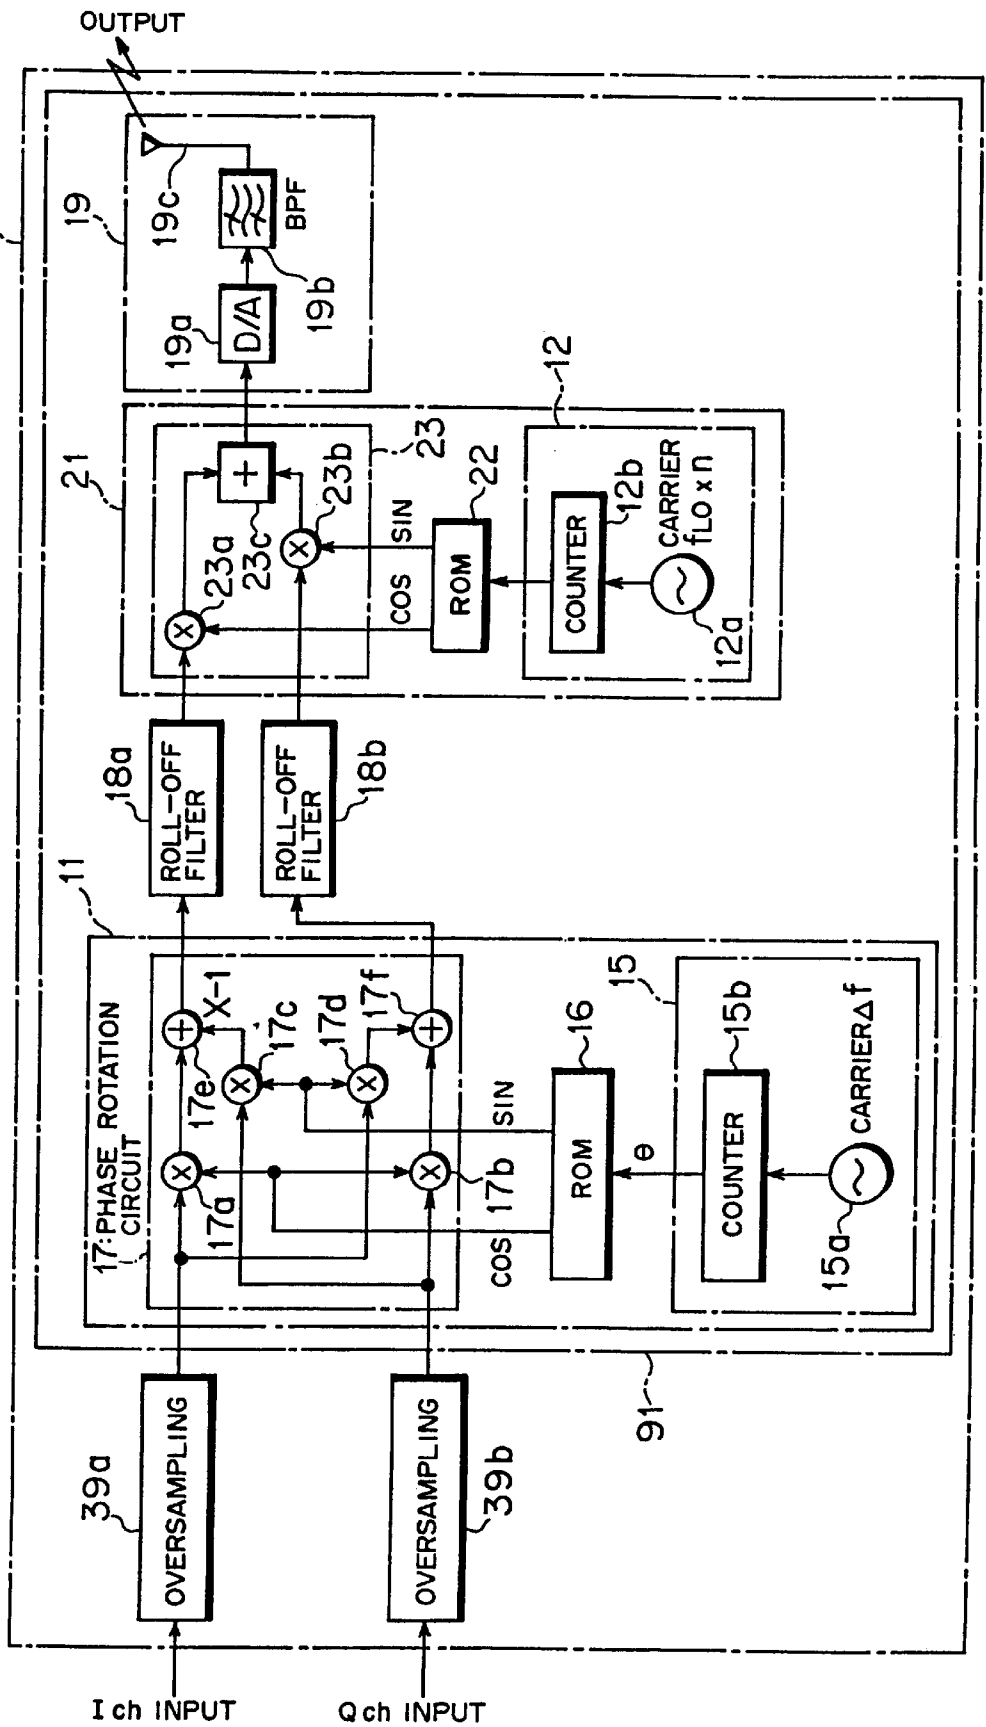 I ch INPUT
Q ch INPUT
39a
OVERSAMPLING
OVERSAMPLING
39b
91
11
17:PHASE ROTATION
CIRCUIT
17a
17e
X-1
17c
17d
17f
17b
COS
SIN
ROM
16
θ
15
COUNTER
15b
15a
CARRIER Δf
18a
ROLL-OFF
FILTER
ROLL-OFF
FILTER
18b
21
23a
23c
23b
23
COS
SIN
ROM
22
12
COUNTER
12b
12a
CARRIER
fLO x n
19
19a
D/A
19b
BPF
19c
OUTPUT